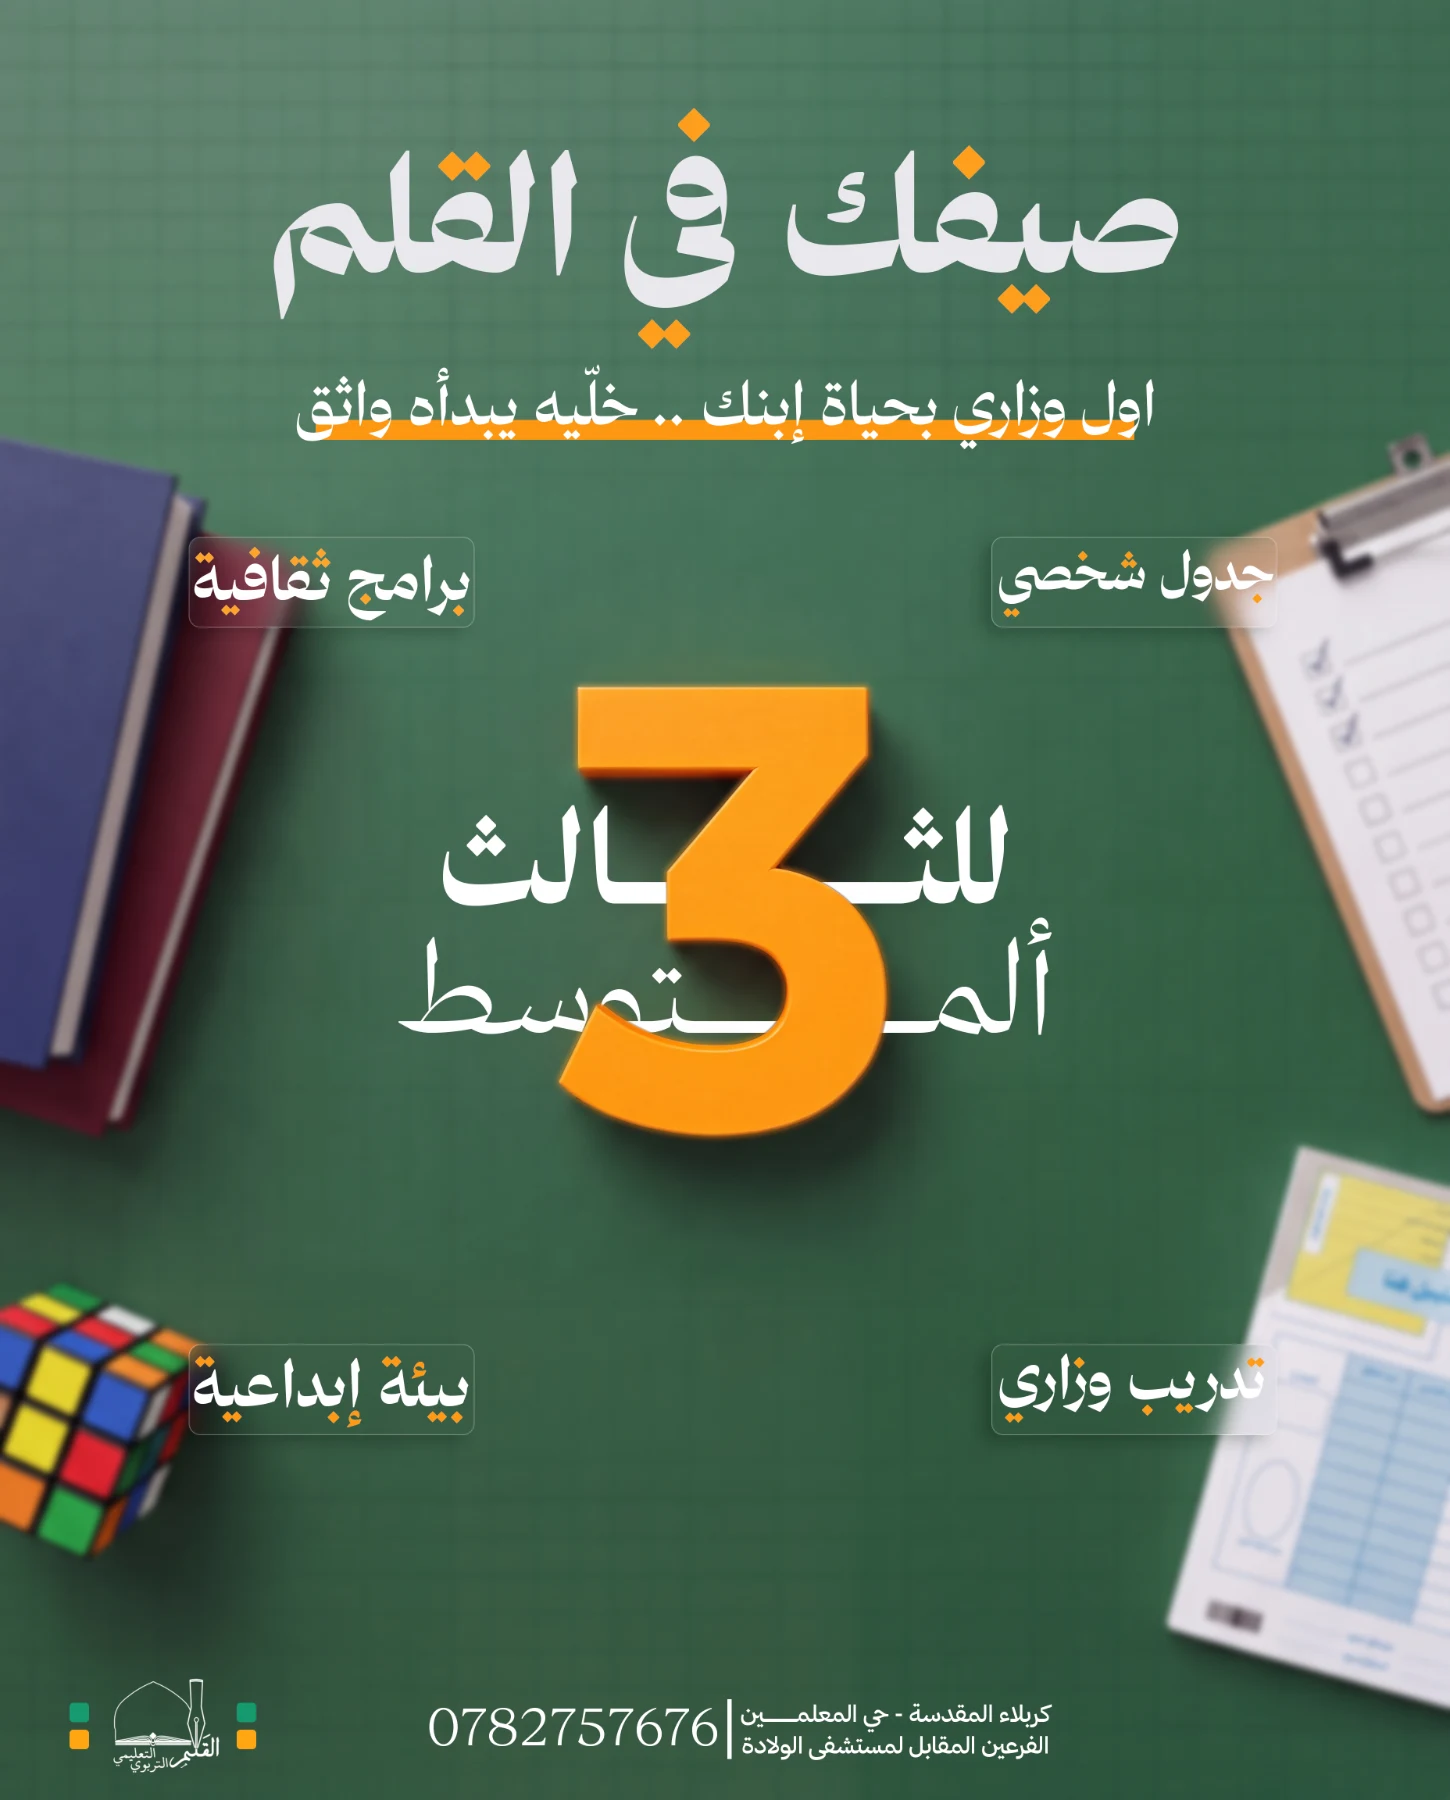 صيفك في القلم
اول وزاري بحياة إبنك .. خلّيه يبدأه واثق
جدول شخصي
برامج ثقافية
3
للثـــالث
ألمـــتوسط
تدريب وزاري
بيئة إبداعية
كربلاء المقدسة - حي المعلمـــين
الفرعين المقابل لمستشفى الولادة
0782757676
القلم
التربوي التعليمي